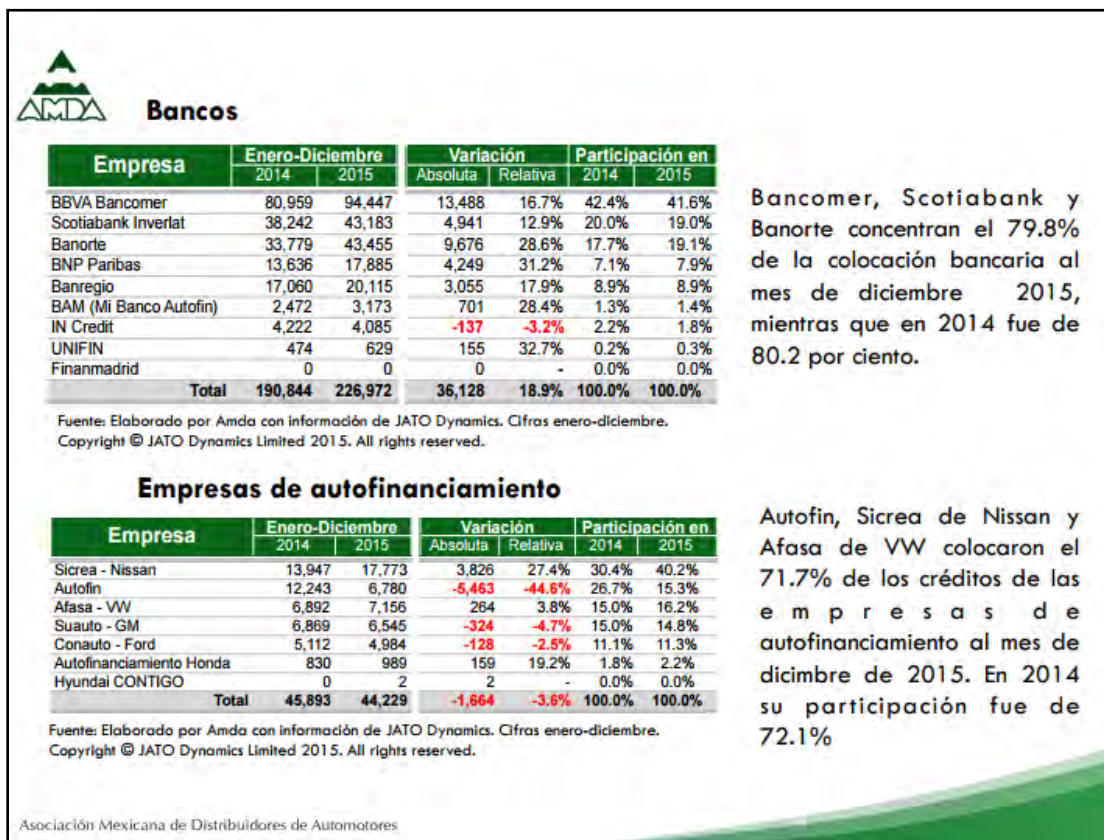 AMDA
Bancos
Empresa Enero-Diciembre Variación Participación en
2014 2015 Absoluta Relativa 2014 2015
BBVA Bancomer 80,959 94,447 13,488 16.7% 42.4% 41.6%
Scotiabank Inverlat 38,242 43,183 4,941 12.9% 20.0% 19.0%
Banorte 33,779 43,455 9,676 28.6% 17.7% 19.1%
BNP Paribas 13,636 17,885 4,249 31.2% 7.1% 7.9%
Banregio 17,060 20,115 3,055 17.9% 8.9% 8.9%
BAM (Mi Banco Autofin) 2,472 3,173 701 28.4% 1.3% 1.4%
IN Credit 4,222 4,085 -137 -3.2% 2.2% 1.8%
UNIFIN 474 629 155 32.7% 0.2% 0.3%
Finanmadrid 0 0 0 - 0.0% 0.0%
Total 190,844 226,972 36,128 18.9% 100.0% 100.0%
Fuente: Elaborado por Amda con información de JATO Dynamics. Cifras enero-diciembre.
Copyright © JATO Dynamics Limited 2015. All rights reserved.
Bancomer, Scotiabank y
Banorte concentran el 79.8%
de la colocación bancaria al
mes de diciembre 2015,
mientras que en 2014 fue de
80.2 por ciento.
Empresas de autofinanciamiento
Empresa Enero-Diciembre Variación Participación en
2014 2015 Absoluta Relativa 2014 2015
Sicrea - Nissan 13,947 17,773 3,826 27.4% 30.4% 40.2%
Autofin 12,243 6,780 -5,463 -44.6% 26.7% 15.3%
Afasa - VW 6,892 7,156 264 3.8% 15.0% 16.2%
Suauto - GM 6,869 6,545 -324 -4.7% 15.0% 14.8%
Conauto - Ford 5,112 4,984 -128 -2.5% 11.1% 11.3%
Autofinanciamiento Honda 830 989 159 19.2% 1.8% 2.2%
Hyundai CONTIGO 0 2 2 - 0.0% 0.0%
Total 45,893 44,229 -1,664 -3.6% 100.0% 100.0%
Fuente: Elaborado por Amda con información de JATO Dynamics. Cifras enero-diciembre.
Copyright © JATO Dynamics Limited 2015. All rights reserved.
Autofin, Sicrea de Nissan y
Afasa de VW colocaron el
71.7% de los créditos de las
empresas de
autofinanciamiento al mes de
dicimbre de 2015. En 2014
su participación fue de
72.1%
Asociación Mexicana de Distribuidores de Automotores